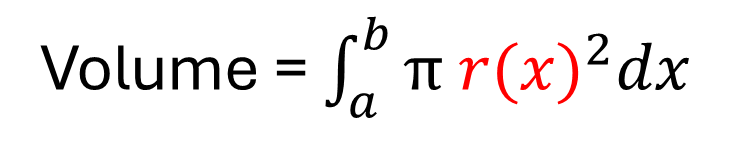 Volume = ∫ₐᵇ π r(x)² dx